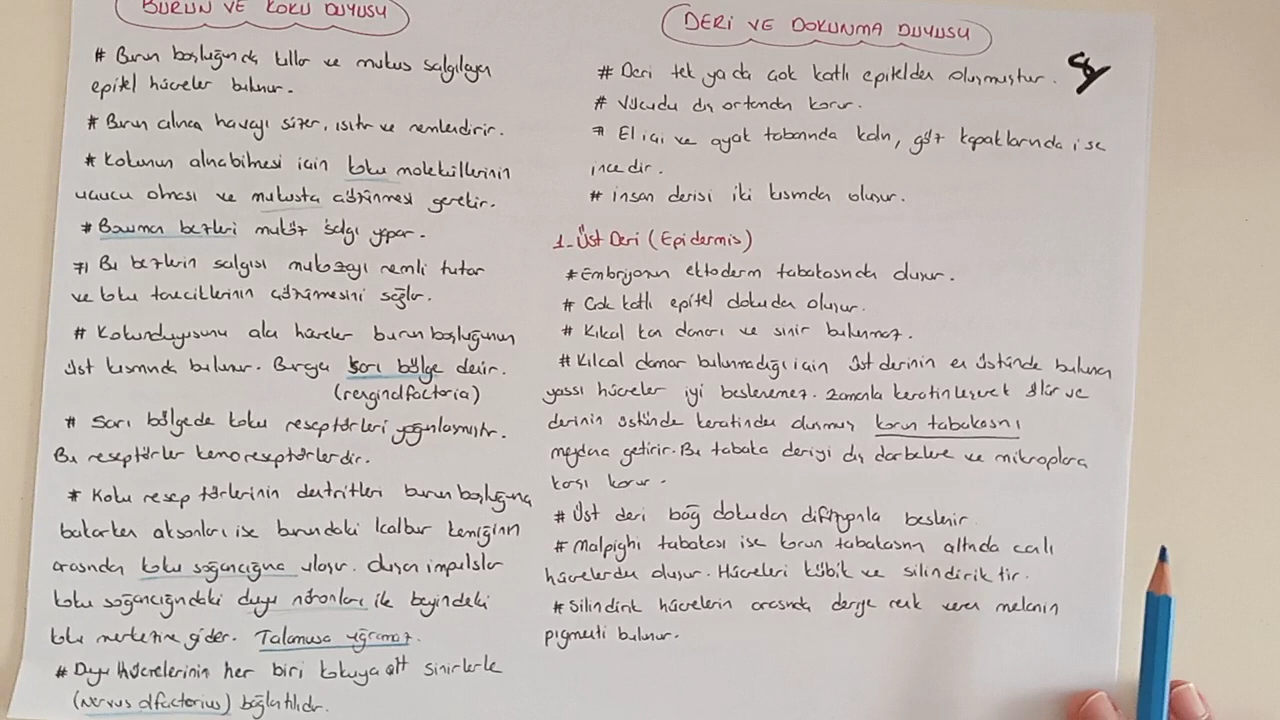 BURUN VE KOKU DUYUSU
# Burun boşluğunda kıllar ve mukus salgılayan
epitel hücreler bulunur.
# Burun alınan havayı süzer, ısıtır ve nemlendirir.
# Kokunun alınabilmesi için koku moleküllerinin
uçucu olması ve mukusta çözünmesi gerekir.
# Bowman bezleri muköz salgı yapar.
# Bu bezlerin salgısı mukozayı nemli tutar
ve koku taneciklerinin çözünmesini sağlar.
# Koku duyusunu alan hücreler burun boşluğunun
üst kısmında bulunur. Buraya sarı bölge denir.
# Sarı bölgede koku reseptörleri yoğunlaşmıştır.
Bu reseptörler kemoreseptörlerdir.
# Koku reseptörlerinin dentritleri burun boşluğuna
bakarken aksonları ise burundaki kalbur kemiğinin
arasından koku soğancığına ulaşır. Oluşan impulslar
koku soğancığındaki duyu nöronları ile beyindeki
koku merkezine gider. Talamusa uğramaz.
# Duyu hücrelerinin her biri kokuya ait sinirlerle
(nervus olfactorius) bağlantılıdır.
DERİ VE DOKUNMA DUYUSU
# Deri tek ya da çok katlı epitelden oluşmuştur.
# Vücudu dış ortamdan korur.
# El içi ve ayak tabanında kalın, göz kapaklarında ise
incedir.
# İnsan derisi iki kısımdan oluşur.
1-Üst Deri (Epidermis)
# Embriyonun ektoderm tabakasından oluşur.
# Çok katlı epitel dokudan oluşur.
# Kılcal kan damarı ve sinir bulunmaz.
# Kılcal damar bulunmadığı için üst derinin en üstünde bulunan
yassı hücreler iyi beslenemez. zamanla keratinleşerek ölür ve
derinin üstünde keratinden oluşmuş korun tabakasını
meydana getirir. Bu tabaka deriyi dış darbelere ve mikroplara
karşı korur.
# Üst deri bağ dokudan difüzyonla beslenir.
# Malpighi tabakası ise korun tabakasının altında canlı
hücrelerden oluşur. Hücreleri kübik ve silindiriktir.
# Silindirik hücrelerin arasında deriye renk veren melanin
pigmenti bulunur.